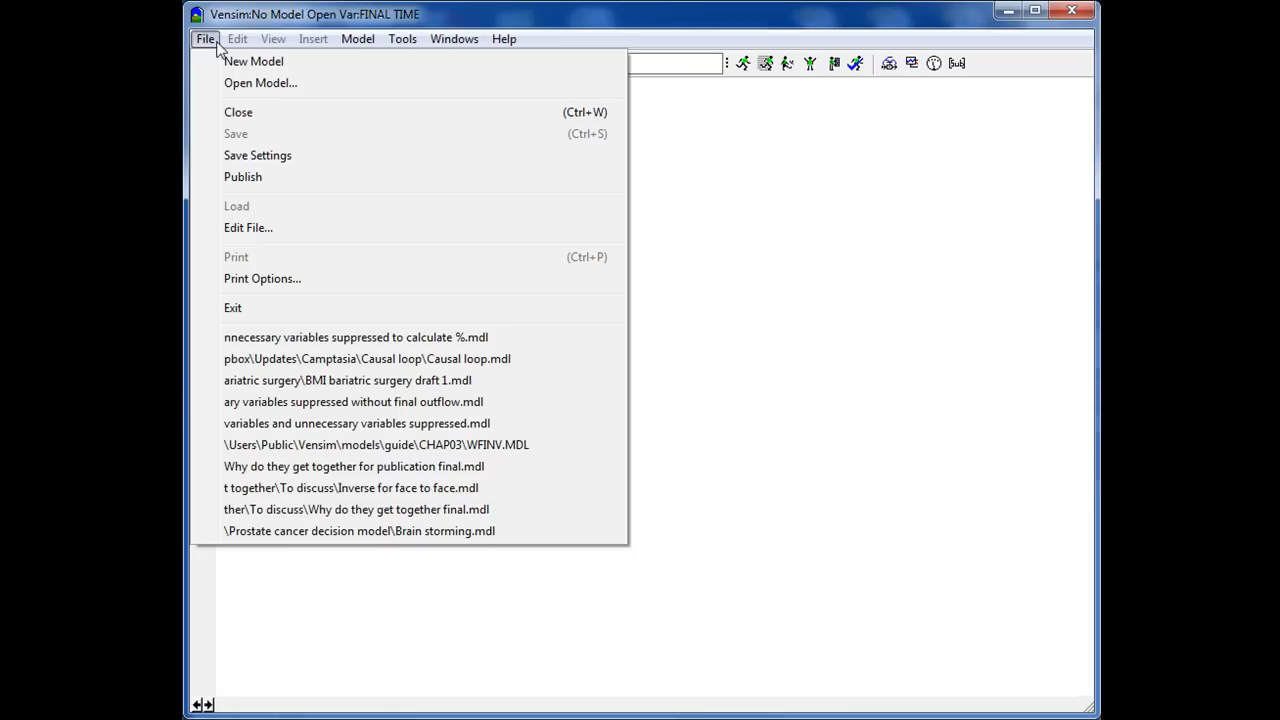 Vensim:No Model Open Var:FINAL TIME
File Edit View Insert Model Tools Windows Help
New Model
Open Model...
Close (Ctrl+W)
Save (Ctrl+S)
Save Settings
Publish
Load
Edit File...
Print (Ctrl+P)
Print Options...
Exit
nnecessary variables suppressed to calculate %.mdl
pbox\Updates\Camptasia\Causal loop\Causal loop.mdl
ariatric surgery\BMI bariatric surgery draft 1.mdl
ary variables suppressed without final outflow.mdl
variables and unnecessary variables suppressed.mdl
\Users\Public\Vensim\models\guide\CHAP03\WFINV.MDL
Why do they get together for publication final.mdl
t together\To discuss\Inverse for face to face.mdl
ther\To discuss\Why do they get together final.mdl
\Prostate cancer decision model\Brain storming.mdl